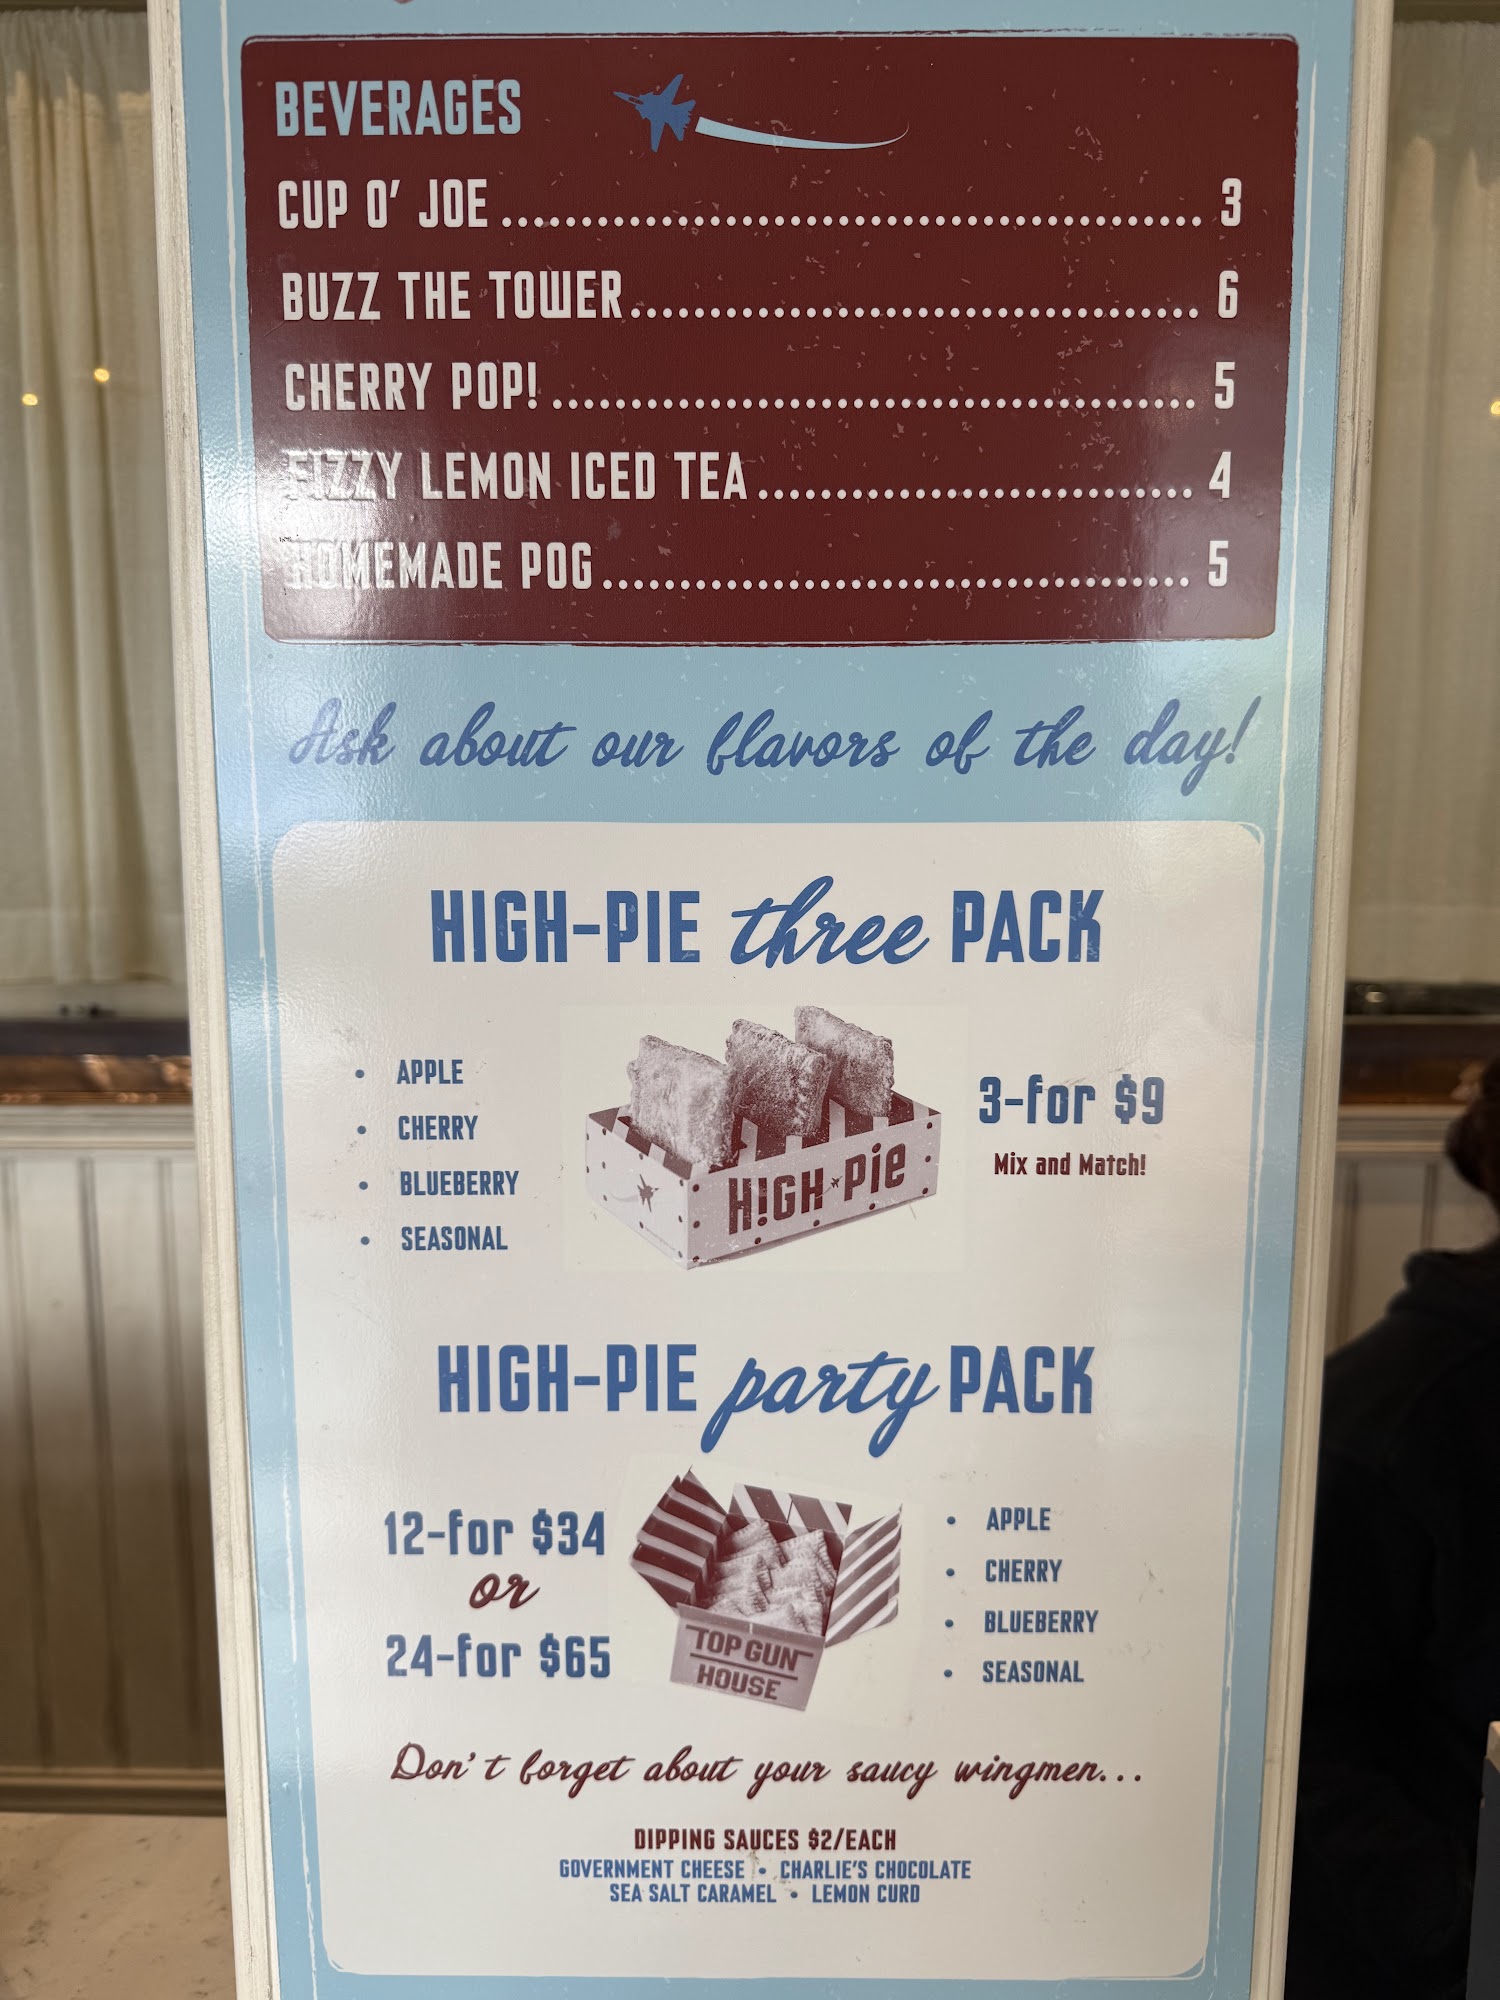 BEVERAGES
CUP O' JOE 3
BUZZ THE TOWER 6
CHERRY POP! 5
FIZZY LEMON ICED TEA 4
HOMEMADE POG 5
Ask about our flavors of the day!
HIGH-PIE three PACK
• APPLE
• CHERRY
• BLUEBERRY
• SEASONAL
HIGH PiE
3-for $9
Mix and Match!
HIGH-PIE party PACK
12-for $34
or
24-for $65
TOP GUN
HOUSE
• APPLE
• CHERRY
• BLUEBERRY
• SEASONAL
Don't forget about your saucy wingmen...
DIPPING SAUCES $2/EACH
GOVERNMENT CHEESE • CHARLIE'S CHOCOLATE
SEA SALT CARAMEL • LEMON CURD